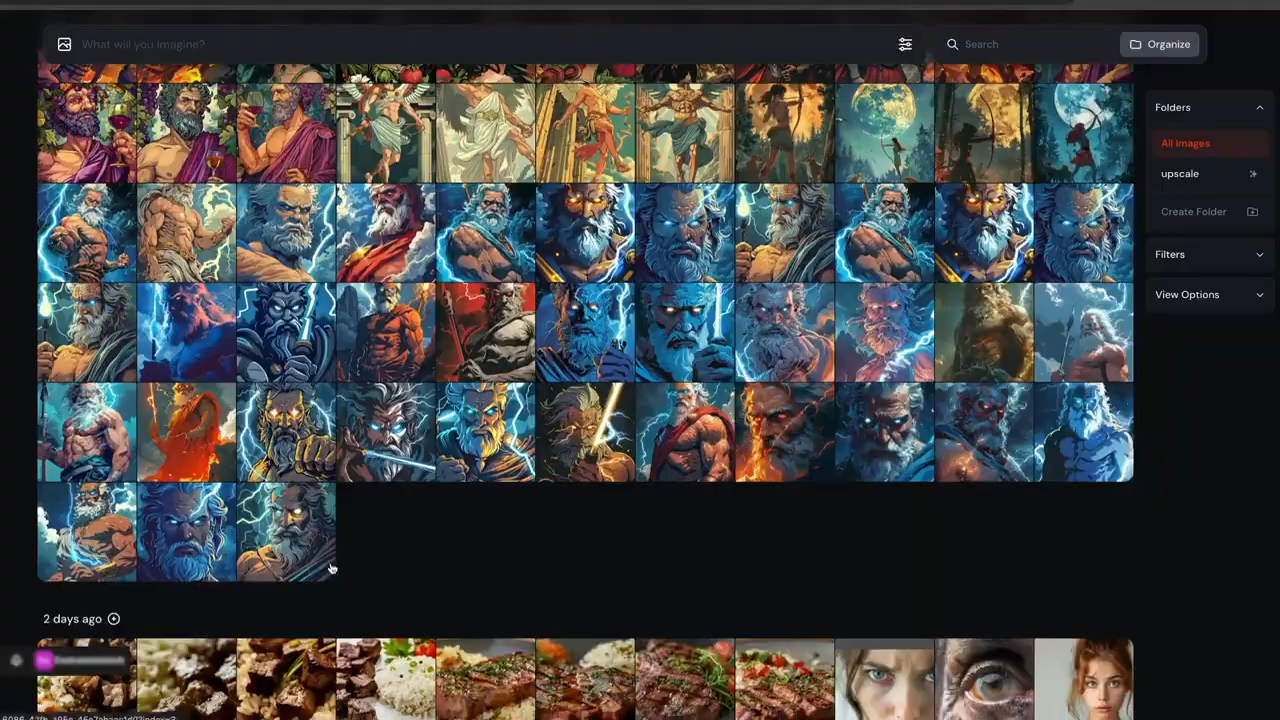 What will you imagine?
Search
Organize
Folders
All images
upscale
Create Folder
Filters
View Options
2 days ago